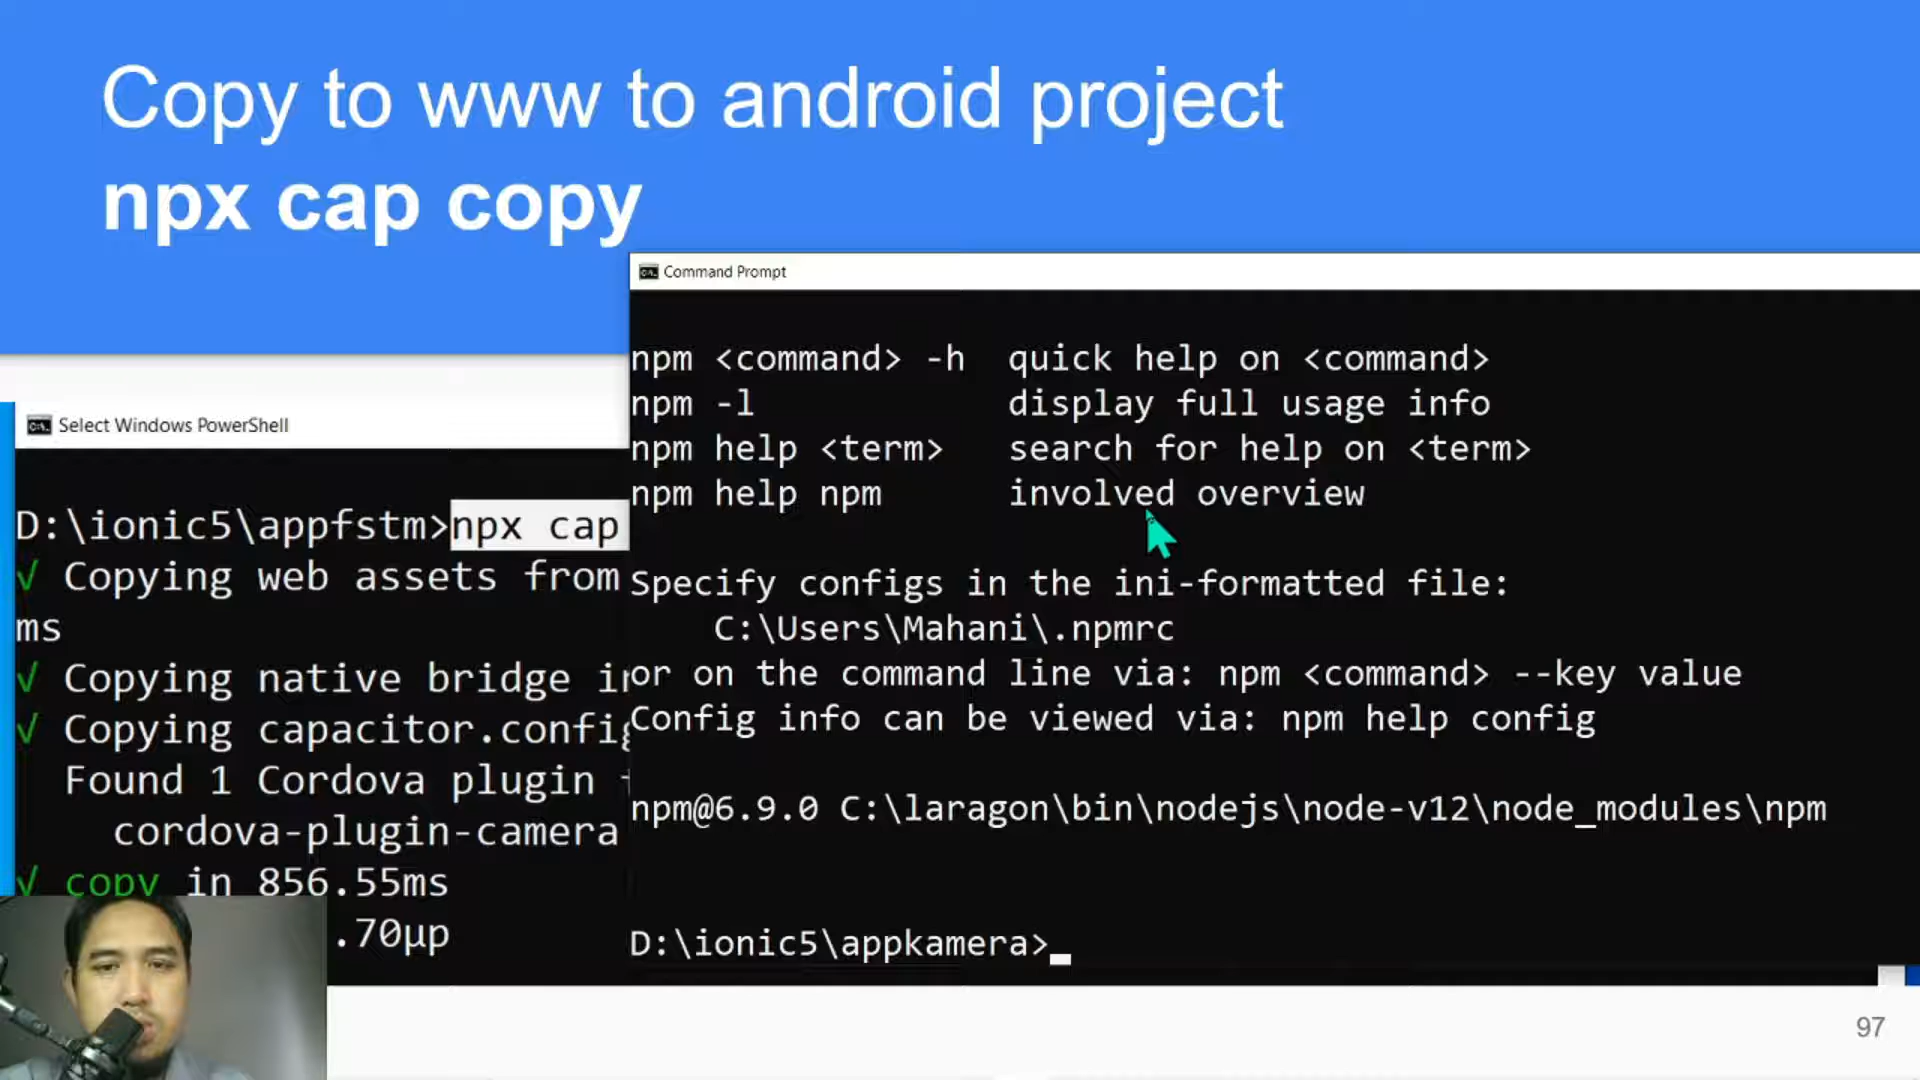 Copy to www to android project
npx cap copy
Command Prompt
npm <command> -h  quick help on <command>
npm -l            display full usage info
npm help <term>   search for help on <term>
npm help npm      involved overview
Specify configs in the ini-formatted file:
C:\Users\Mahani\.npmrc
or on the command line via: npm <command> --key value
Config info can be viewed via: npm help config
npm@6.9.0 C:\laragon\bin\nodejs\node-v12\node_modules\npm
D:\ionic5\appkamera>_
Select Windows PowerShell
D:\ionic5\appfstm>npx cap
√ Copying web assets from
ms
√ Copying native bridge in
√ Copying capacitor.config
Found 1 Cordova plugin
cordova-plugin-camera
√ copy in 856.55ms
.70μp
97